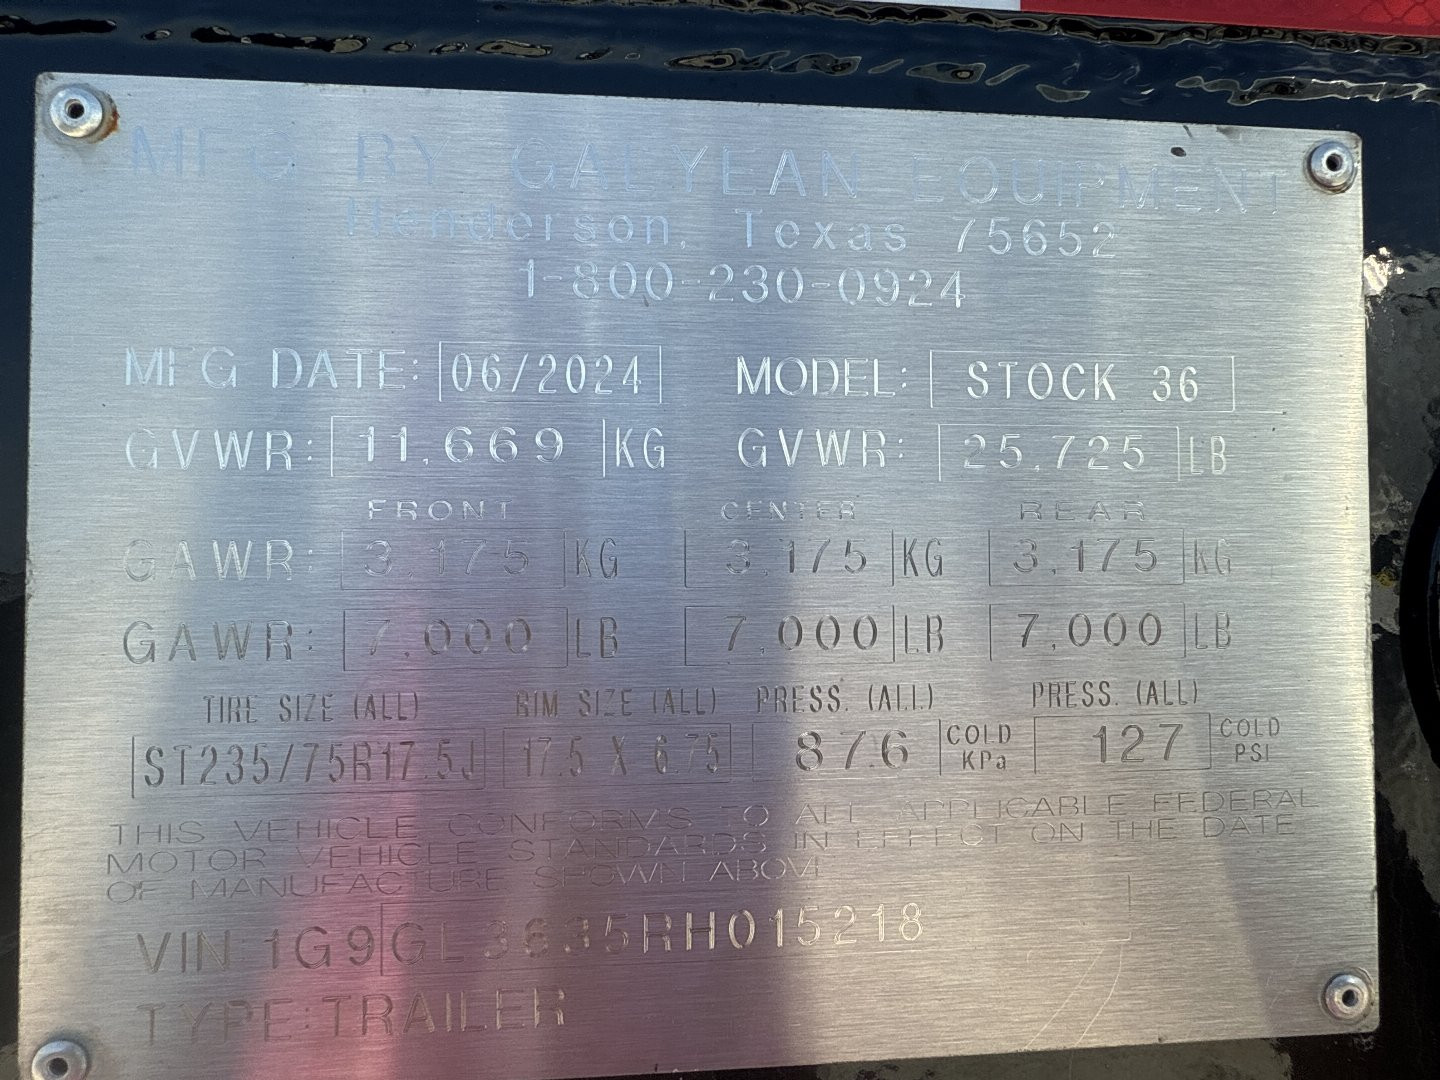 MFG BY GALYEAN EQUIPMENT
Henderson, Texas 75652
1-800-230-0924
MFG DATE: 06/2024 MODEL: STOCK 36
GVWR: 11,669 KG GVWR: 25,725 LB
FRONT CENTER REAR
GAWR: 3,175 KG 3,175 KG 3,175 KG
GAWR: 7,000 LB 7,000 LB 7,000 LB
TIRE SIZE (ALL) RIM SIZE (ALL) PRESS. (ALL) PRESS. (ALL)
ST235/75R17.5J 17.5 X 6.75 87.6 COLD KPa 127 COLD PSI
THIS VEHICLE CONFORMS TO ALL APPLICABLE FEDERAL
MOTOR VEHICLE STANDARDS IN EFFECT ON THE DATE
OF MANUFACTURE SHOWN ABOVE
VIN: 1G9GL3635RH015218
TYPE: TRAILER